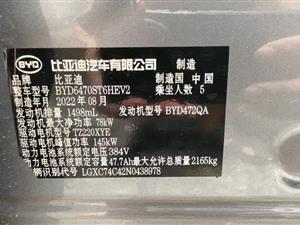 BYD 比亚迪汽车有限公司 制造
品牌 比亚迪 制造国 中国
整车型号 BYD6470ST6HEV2 乘坐人数 5
制造年月 2022年08月
发动机排量 1498mL 发动机型号 BYD472QA
发动机最大净功率 78kW
驱动电机型号 TZ220XYE
驱动电机峰值功率 145kW
动力电池系统额定电压 384V
动力电池系统额定容量 47.7Ah 最大允许总质量 2165kg
车辆识别代号 LGXC74C42N0438978